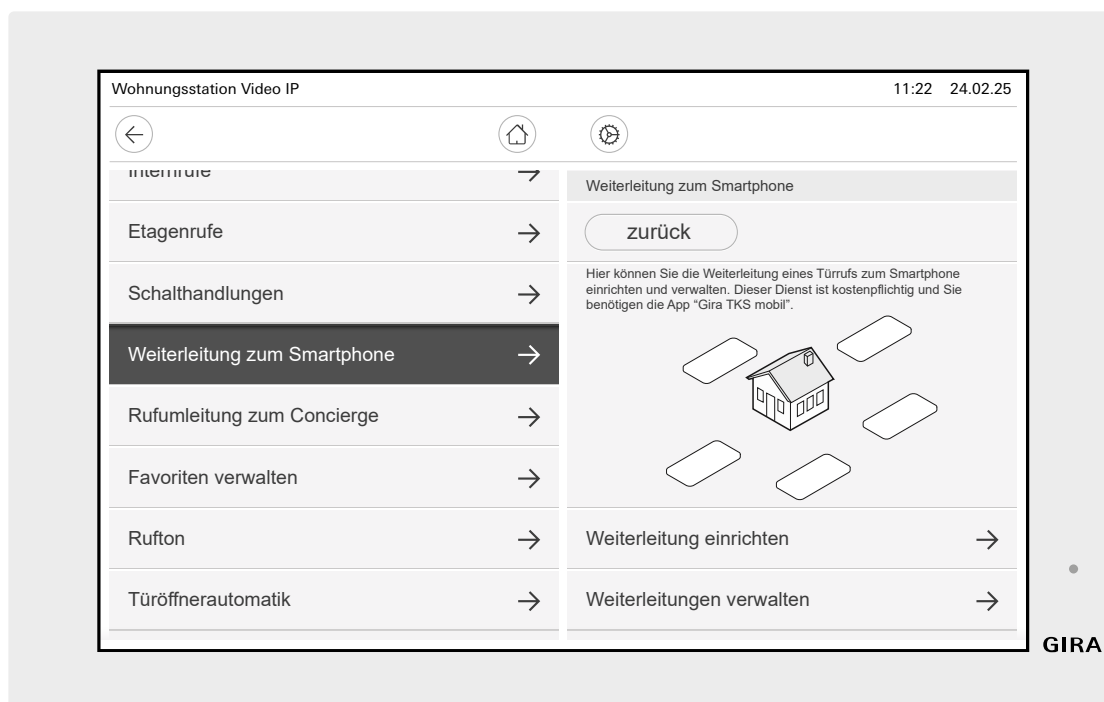 Wohnungsstation Video IP
11:22 24.02.25
Internrufe
Etagenrufe
Schalthandlungen
Weiterleitung zum Smartphone
Rufumleitung zum Concierge
Favoriten verwalten
Rufton
Türöffnerautomatik
Weiterleitung zum Smartphone
zurück
Hier können Sie die Weiterleitung eines Türrufs zum Smartphone
einrichten und verwalten. Dieser Dienst ist kostenpflichtig und Sie
benötigen die App “Gira TKS mobil”.
Weiterleitung einrichten
Weiterleitungen verwalten
GIRA